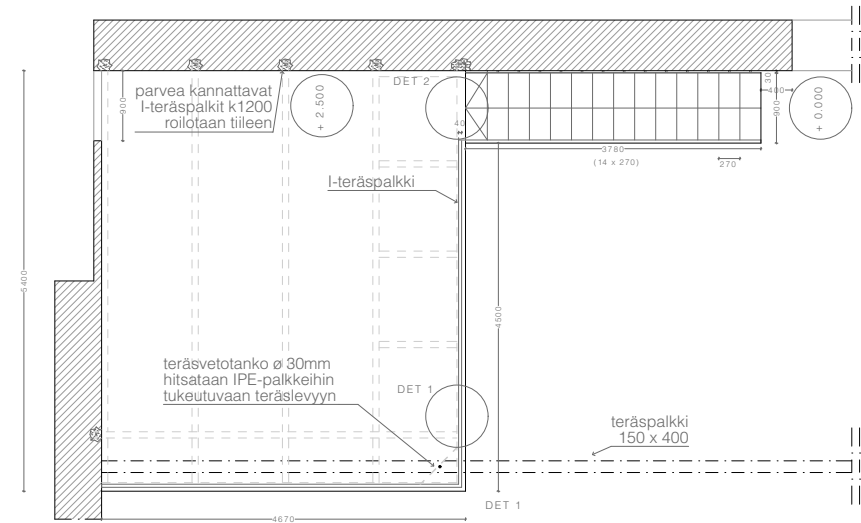 DET 2
parvea kannattavat
I-teräspalkit k1200
roilotaan tiileen
900
+ 2.500
40
30
400
900
+ 0.000
3780
(14 x 270)
270
I-teräspalkki
5400
4500
teräsvetotanko ø 30mm
hitsataan IPE-palkkeihin
tukeutuvaan teräslevyyn
DET 1
teräspalkki
150 x 400
DET 1
4670